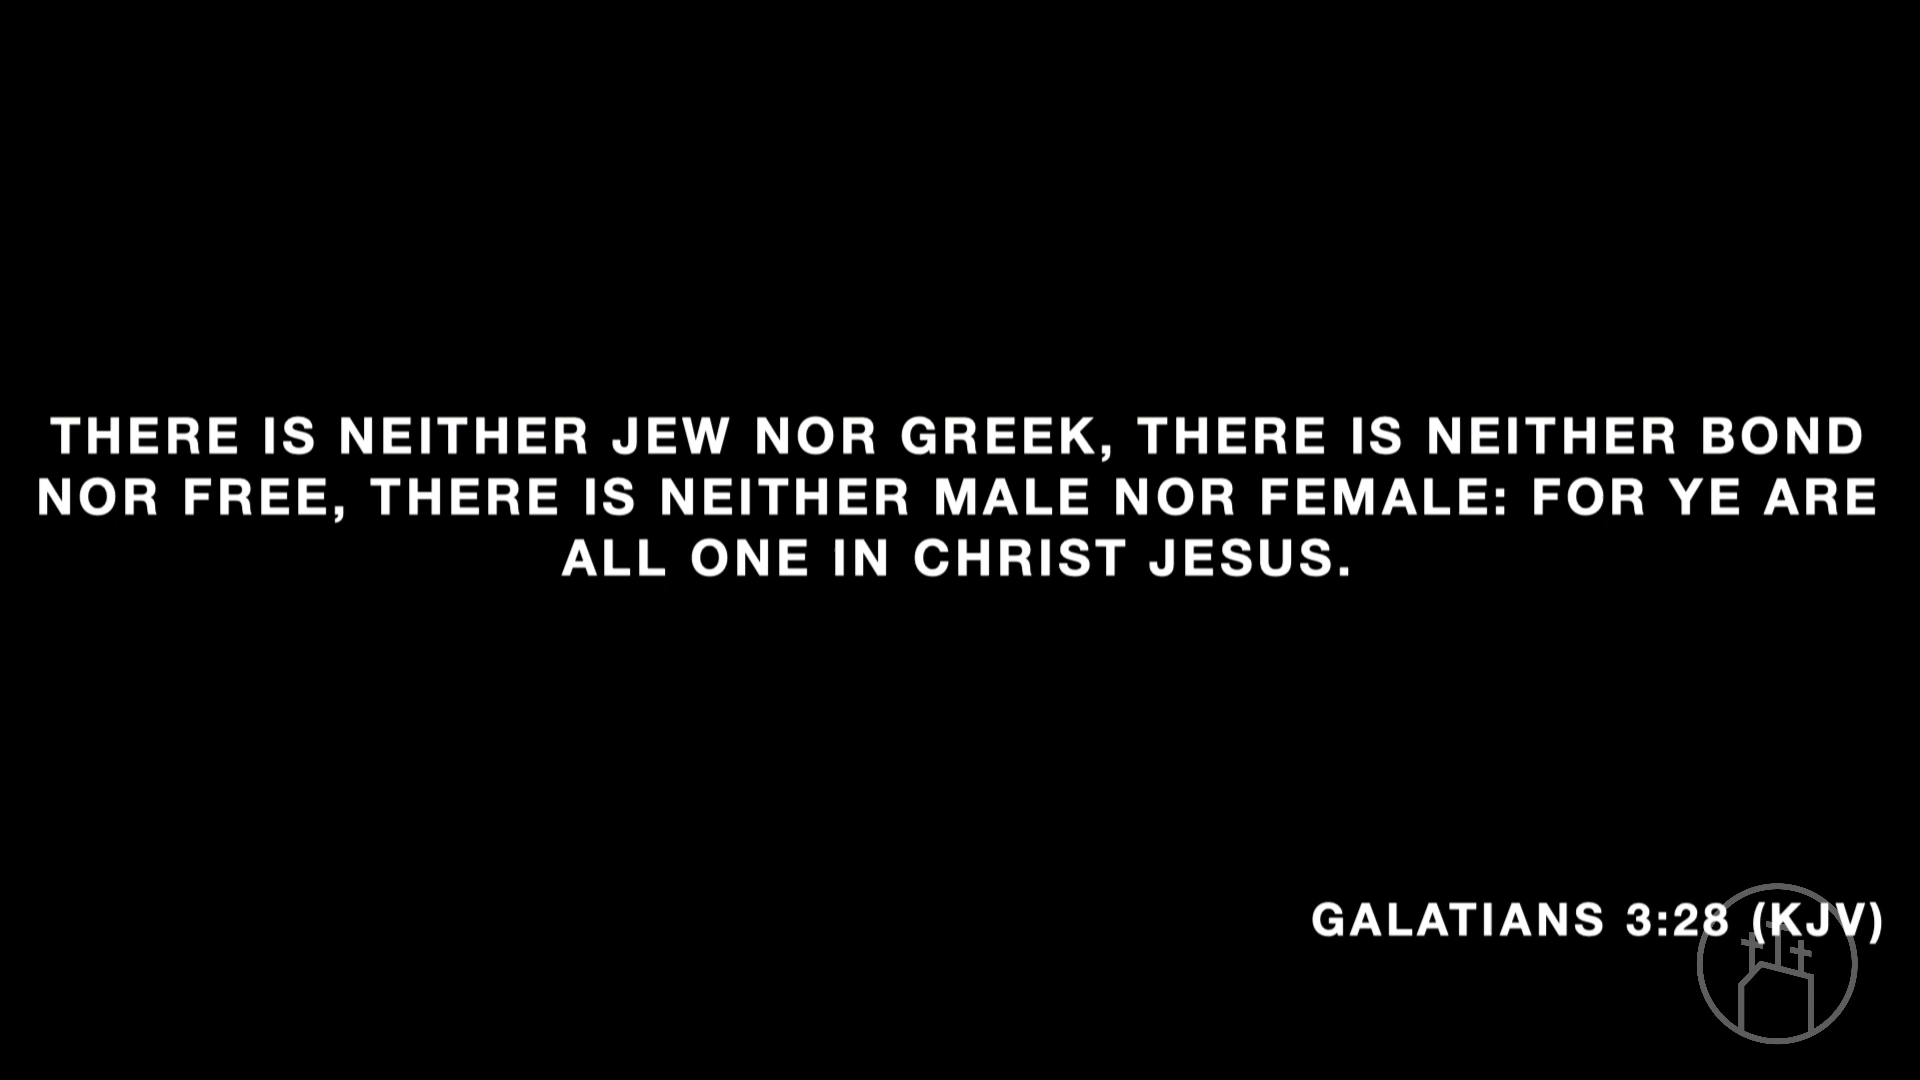 THERE IS NEITHER JEW NOR GREEK, THERE IS NEITHER BOND
NOR FREE, THERE IS NEITHER MALE NOR FEMALE: FOR YE ARE
ALL ONE IN CHRIST JESUS.
GALATIANS 3:28 (KJV)